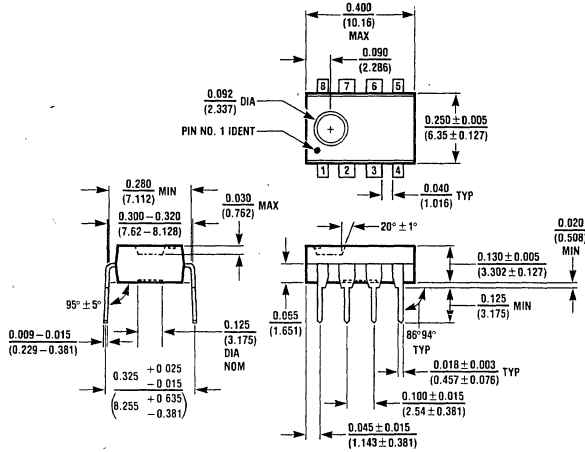 0.400
(10.16)
MAX
0.090
(2.286)
8 7 6 5
0.092
(2.337)
DIA
PIN NO. 1 IDENT
0.250 ± 0.005
(6.35 ± 0.127)
1 2 3 4
0.040
(1.016)
TYP
0.280
(7.112)
MIN
0.300 – 0.320
(7.62 – 8.128)
0.030
(0.762)
MAX
20° ± 1°
0.020
(0.508)
MIN
0.130 ± 0.005
(3.302 ± 0.127)
95° ± 5°
0.055
(1.651)
0.125
(3.175)
MIN
86°94°
TYP
0.009 – 0.015
(0.229 – 0.381)
0.125
(3.175)
DIA
NOM
0.018 ± 0.003
(0.457 ± 0.076)
TYP
0.325 + 0 025
– 0.015
(8.255 + 0 635
– 0.381)
0.100 ± 0.015
(2.54 ± 0.381)
0.045 ± 0.015
(1.143 ± 0.381)